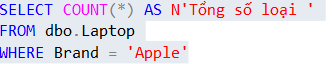 SELECT COUNT(*) AS N'Tổng số loại '
FROM dbo.Laptop
WHERE Brand = 'Apple'